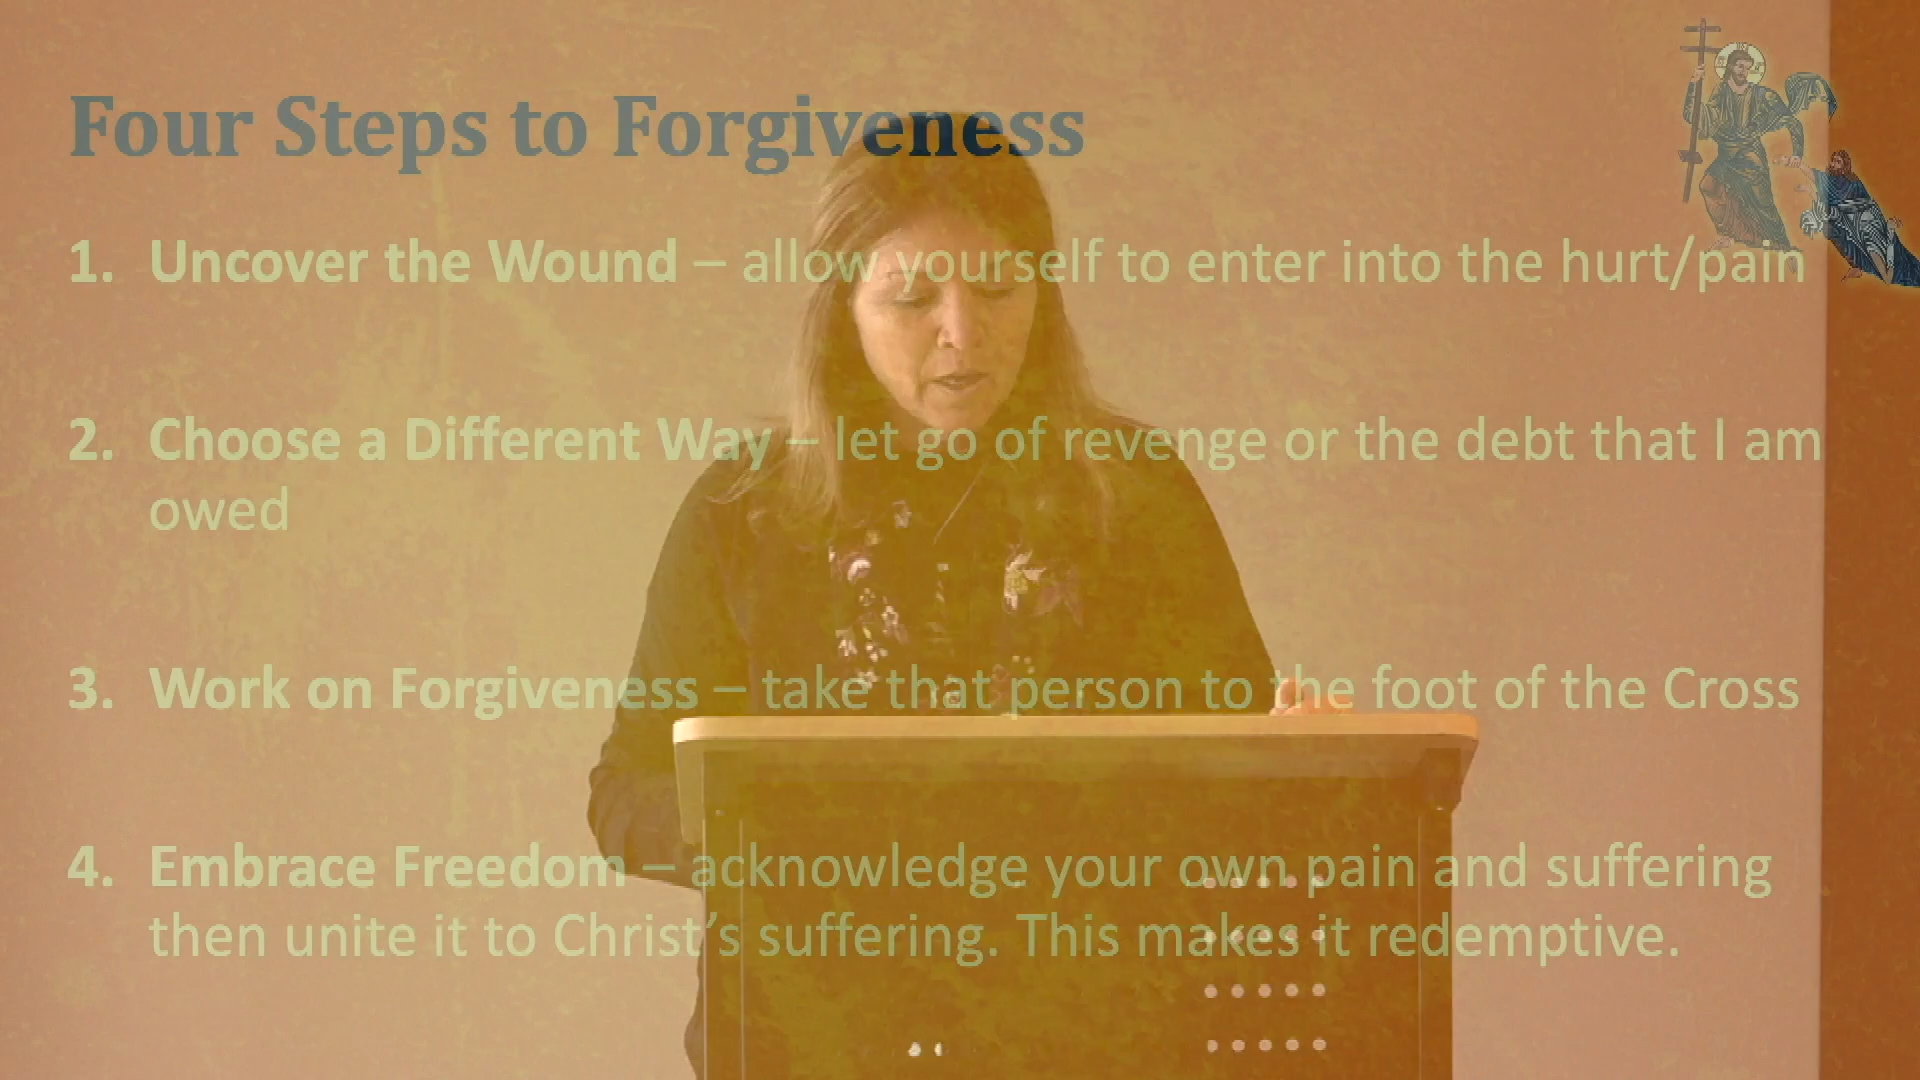 Four Steps to Forgiveness
1. Uncover the Wound – allow yourself to enter into the hurt/pain
2. Choose a Different Way – let go of revenge or the debt that I am
owed
3. Work on Forgiveness – take that person to the foot of the Cross
4. Embrace Freedom – acknowledge your own pain and suffering
then unite it to Christ’s suffering. This makes it redemptive.